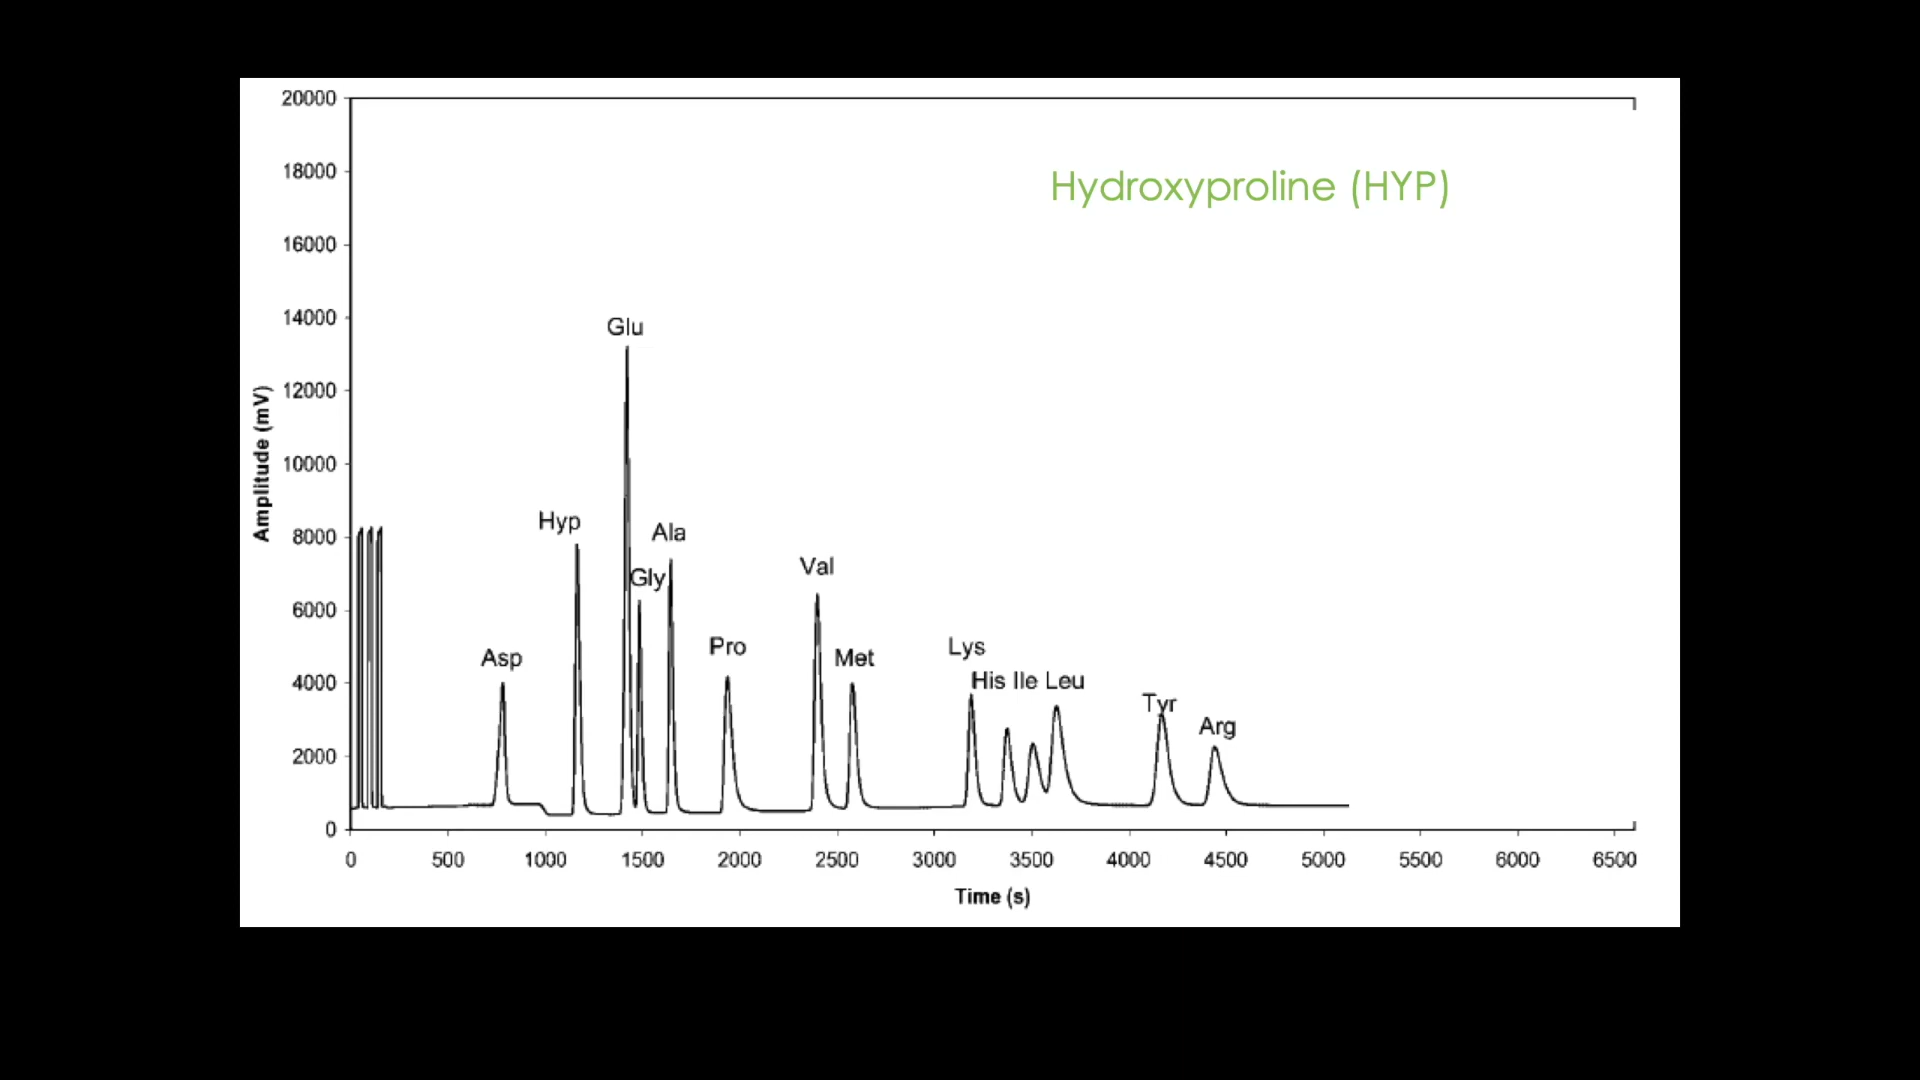 Hydroxyproline (HYP)
20000
18000
16000
14000
12000
10000
8000
6000
4000
2000
0
Amplitude (mV)
Glu
Hyp
Ala
Gly
Val
Pro
Lys
Asp
Met
His Ile Leu
Tyr
Arg
0 500 1000 1500 2000 2500 3000 3500 4000 4500 5000 5500 6000 6500
Time (s)